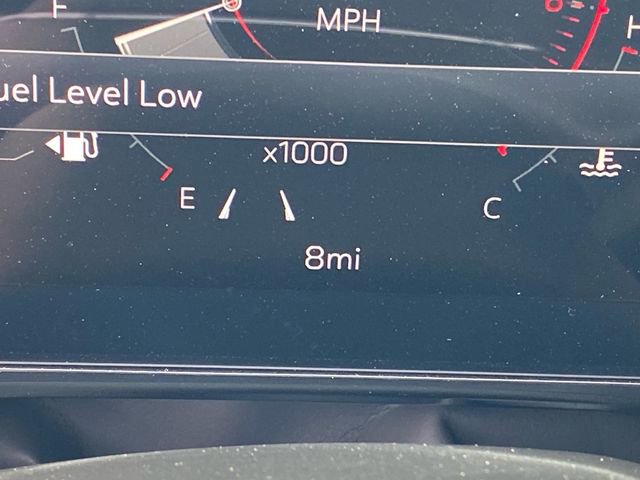 F
MPH
H
uel Level Low
x1000
E
C
8mi